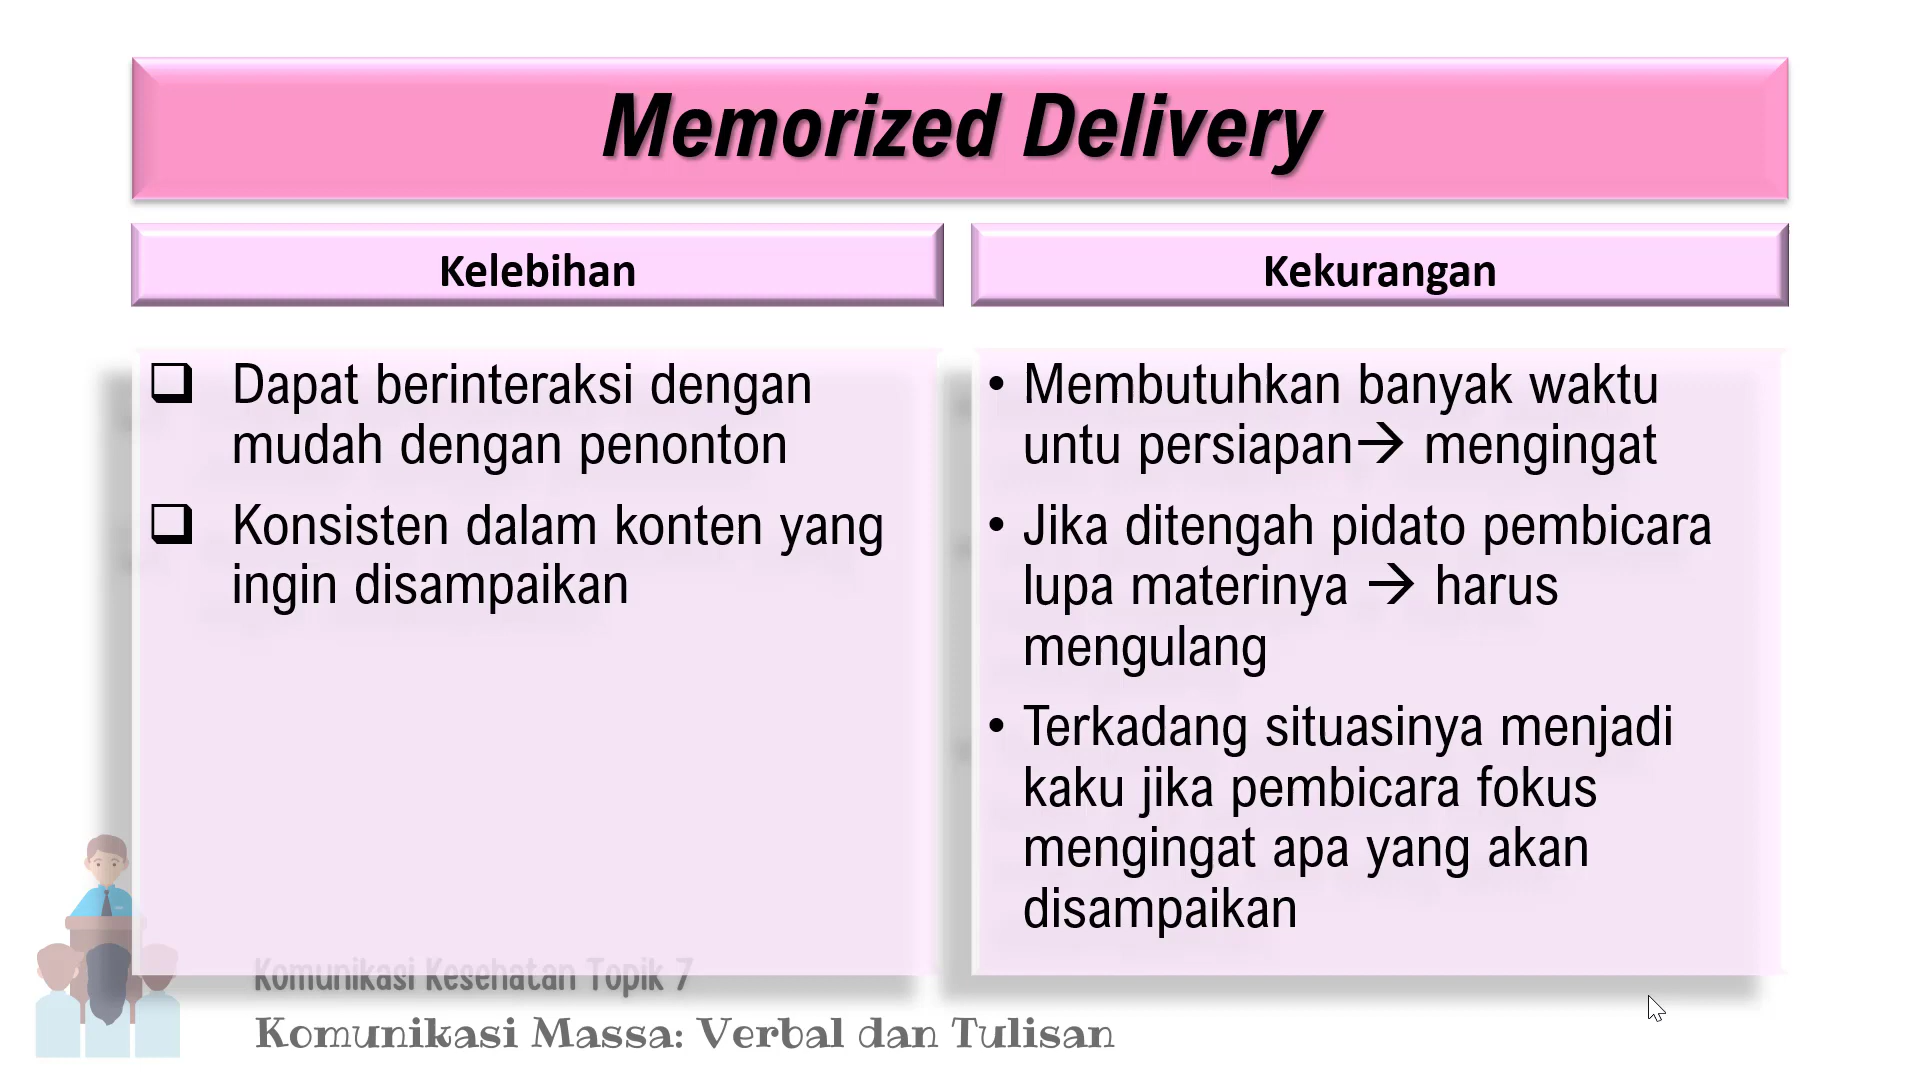 Memorized Delivery
Kelebihan
❑ Dapat berinteraksi dengan
mudah dengan penonton
❑ Konsisten dalam konten yang
ingin disampaikan
Kekurangan
• Membutuhkan banyak waktu
untu persiapan→ mengingat
• Jika ditengah pidato pembicara
lupa materinya → harus
mengulang
• Terkadang situasinya menjadi
kaku jika pembicara fokus
mengingat apa yang akan
disampaikan
Komunikasi Kesehatan Topik 7
Komunikasi Massa: Verbal dan Tulisan